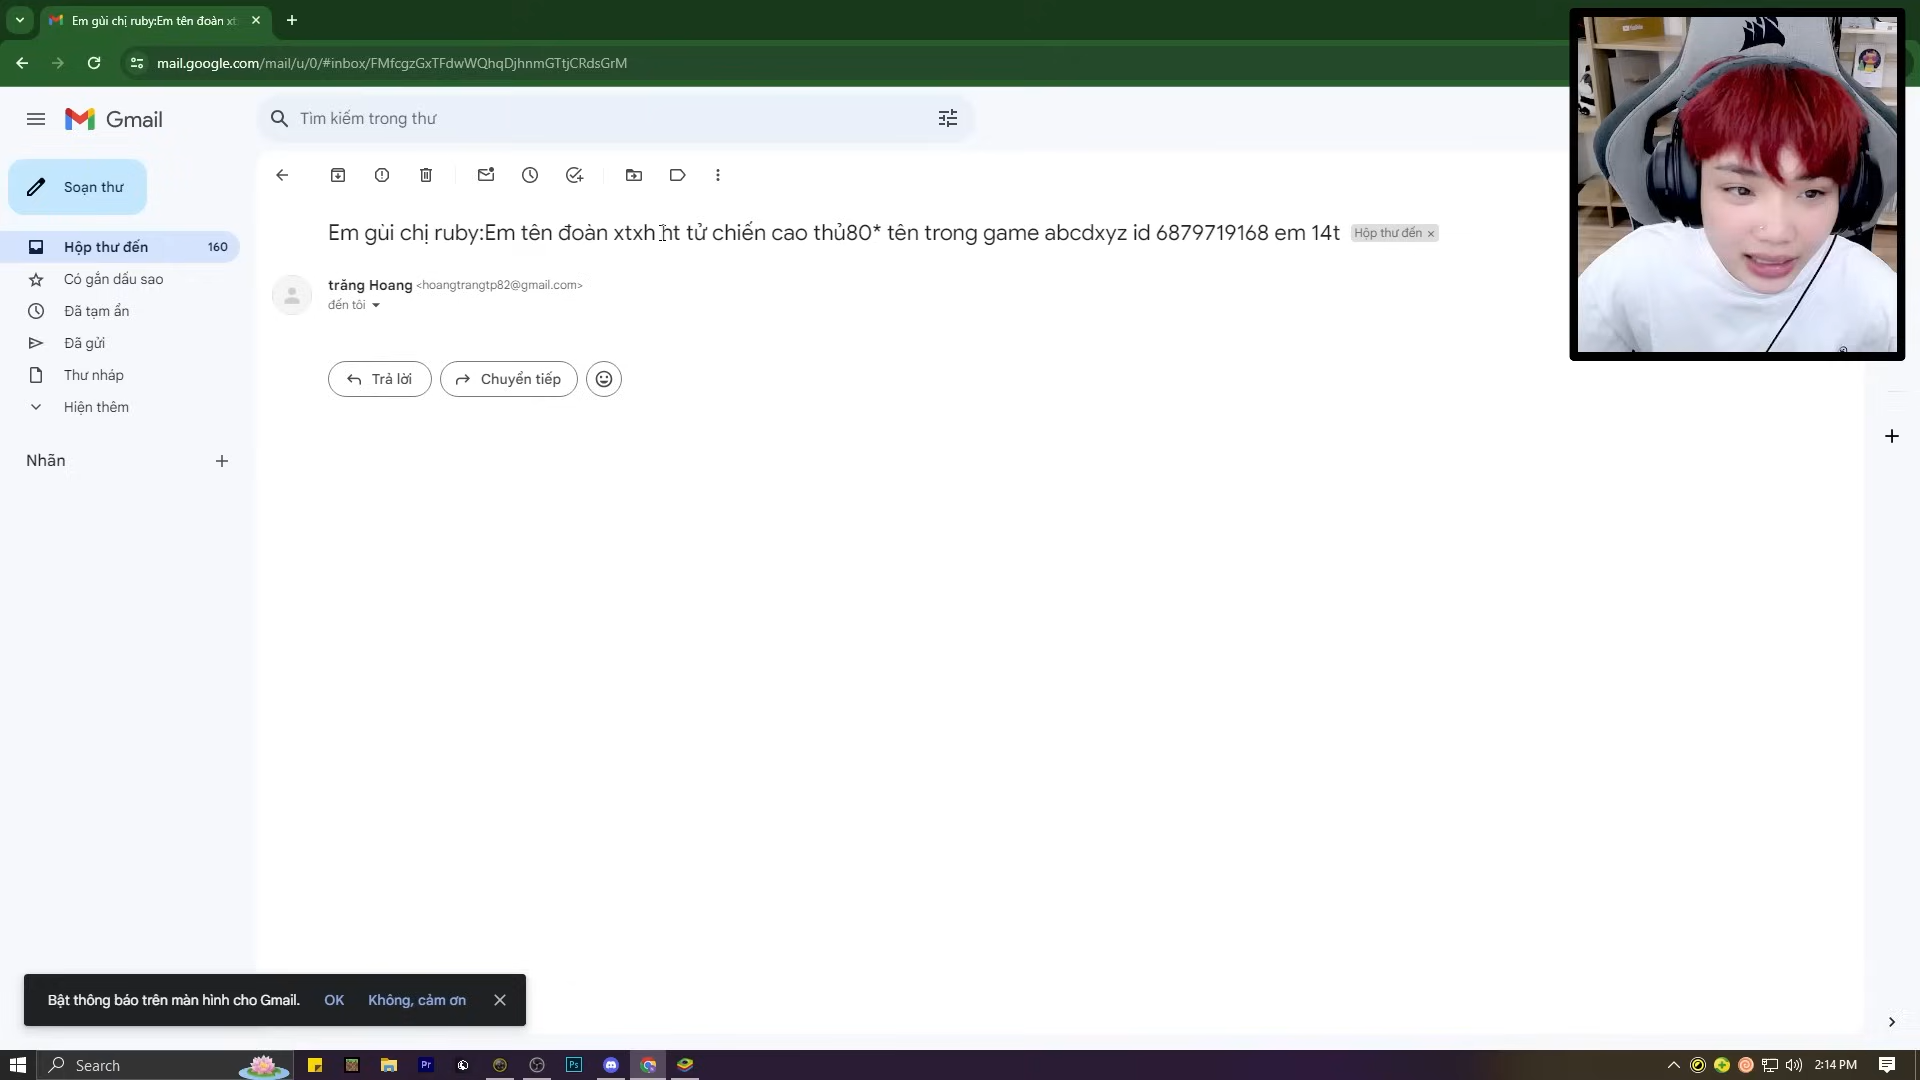 Em gùi chị ruby:Em tên đoàn xt
mail.google.com/mail/u/0/#inbox/FMfcgzGxTFdwWQhqDjhnmGTtjCRdsGrM
Gmail
Tìm kiếm trong thư
Soạn thư
Hộp thư đến 160
Có gắn dấu sao
Đã tạm ẩn
Đã gửi
Thư nháp
Hiện thêm
Nhãn
Em gùi chị ruby:Em tên đoàn xtxh ht tử chiến cao thủ80* tên trong game abcdxyz id 6879719168 em 14t Hộp thư đến x
trăng Hoang <hoangtrangtp82@gmail.com>
đến tôi
Trả lời Chuyển tiếp
Bật thông báo trên màn hình cho Gmail. OK Không, cảm ơn
Search
Pr
Ps
2:14 PM